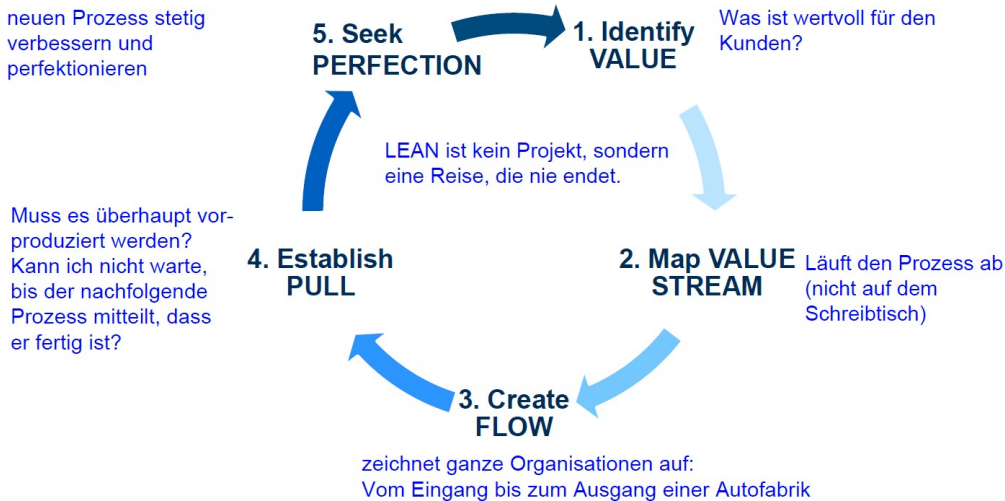 neuen Prozess stetig
verbessern und
perfektionieren
5. Seek
PERFECTION
1. Identify
VALUE
Was ist wertvoll für den
Kunden?
LEAN ist kein Projekt, sondern
eine Reise, die nie endet.
Muss es überhaupt vor-
produziert werden?
Kann ich nicht warte,
bis der nachfolgende
Prozess mitteilt, dass
er fertig ist?
4. Establish
PULL
2. Map VALUE
STREAM
Läuft den Prozess ab
(nicht auf dem
Schreibtisch)
3. Create
FLOW
zeichnet ganze Organisationen auf:
Vom Eingang bis zum Ausgang einer Autofabrik